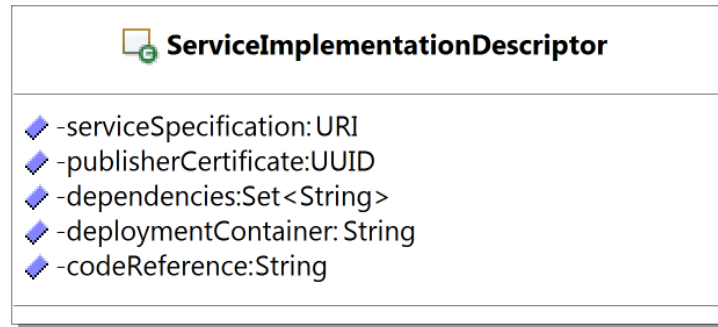 ServiceImplementationDescriptor
-serviceSpecification:URI
-publisherCertificate:UUID
-dependencies:Set<String>
-deploymentContainer: String
-codeReference:String